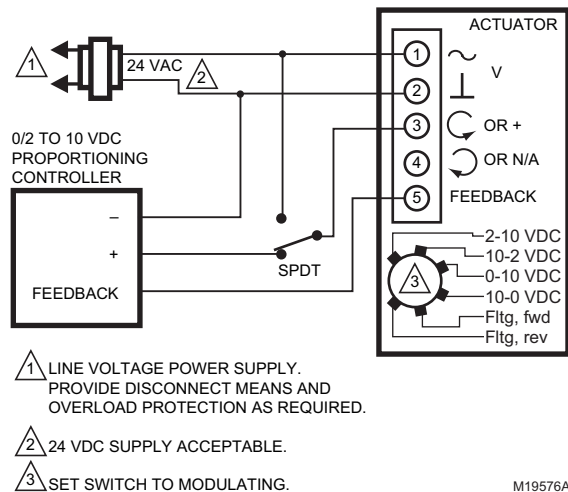 ACTUATOR
1
1
24 VAC
2
V
2
0/2 TO 10 VDC
PROPORTIONING
CONTROLLER
3
OR +
4
OR N/A
5
FEEDBACK
–
+
SPDT
FEEDBACK
2-10 VDC
10-2 VDC
0-10 VDC
10-0 VDC
Fltg, fwd
Fltg, rev
3
1 LINE VOLTAGE POWER SUPPLY.
PROVIDE DISCONNECT MEANS AND
OVERLOAD PROTECTION AS REQUIRED.
2 24 VDC SUPPLY ACCEPTABLE.
3 SET SWITCH TO MODULATING.
M19576A